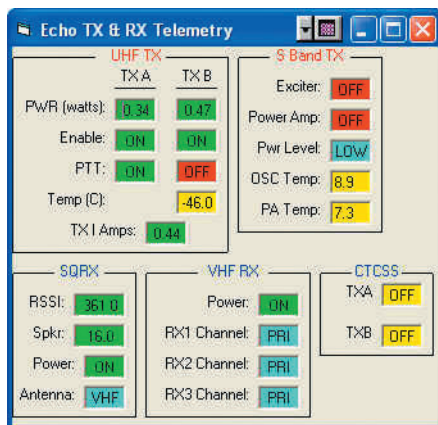 Echo TX & RX Telemetry
UHF TX
TX A TX B
PWR (watts): 0.34 0.47
Enable: ON ON
PTT: ON OFF
Temp (C): -46.0
TX I Amps: 0.44
S Band TX
Exciter: OFF
Power Amp: OFF
Pwr Level: LOW
OSC Temp: 8.9
PA Temp: 7.3
SQRX
RSSI: 361.0
Spkr: 16.0
Power: ON
Antenna: VHF
VHF RX
Power: ON
RX1 Channel: PRI
RX2 Channel: PRI
RX3 Channel: PRI
CTCSS
TXA OFF
TXB OFF